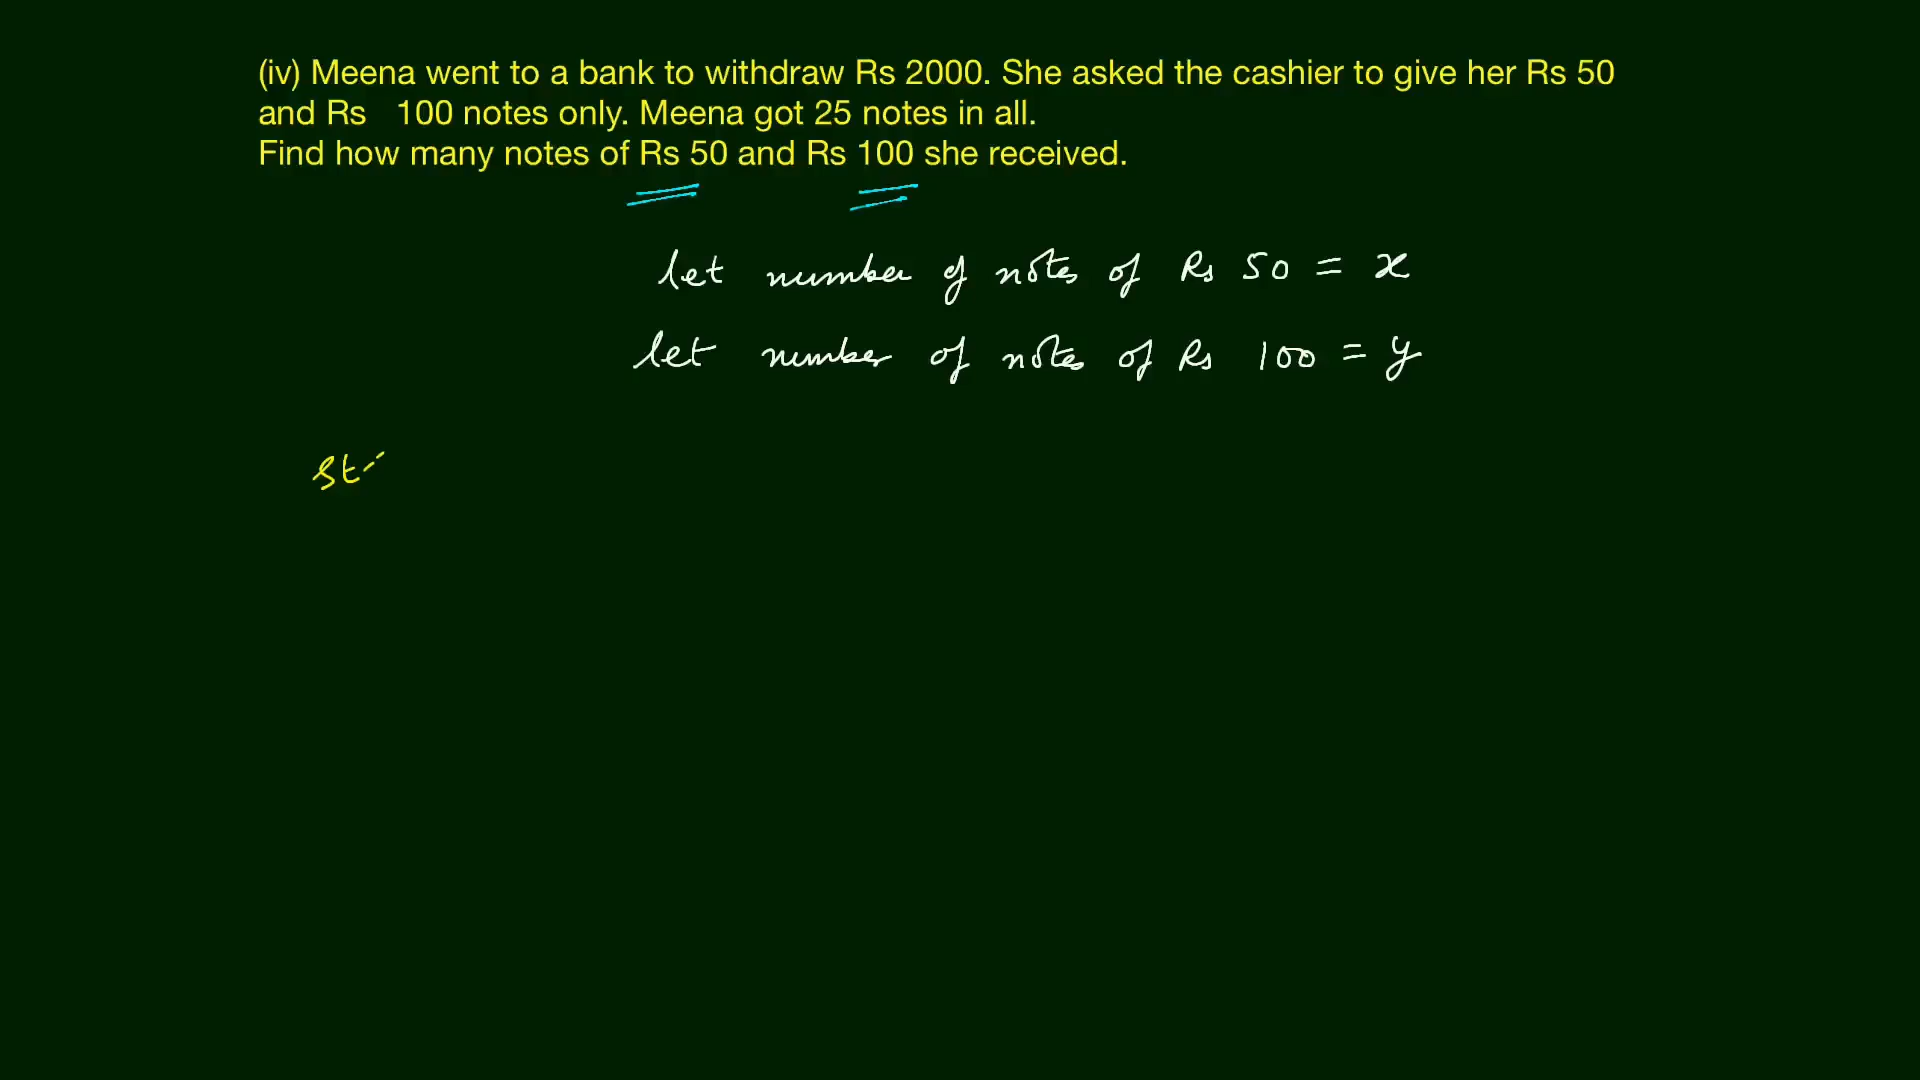 (iv) Meena went to a bank to withdraw Rs 2000. She asked the cashier to give her Rs 50
and Rs 100 notes only. Meena got 25 notes in all.
Find how many notes of Rs 50 and Rs 100 she received.
let number of notes of Rs 50 = x
let number of notes of Rs 100 = y
St